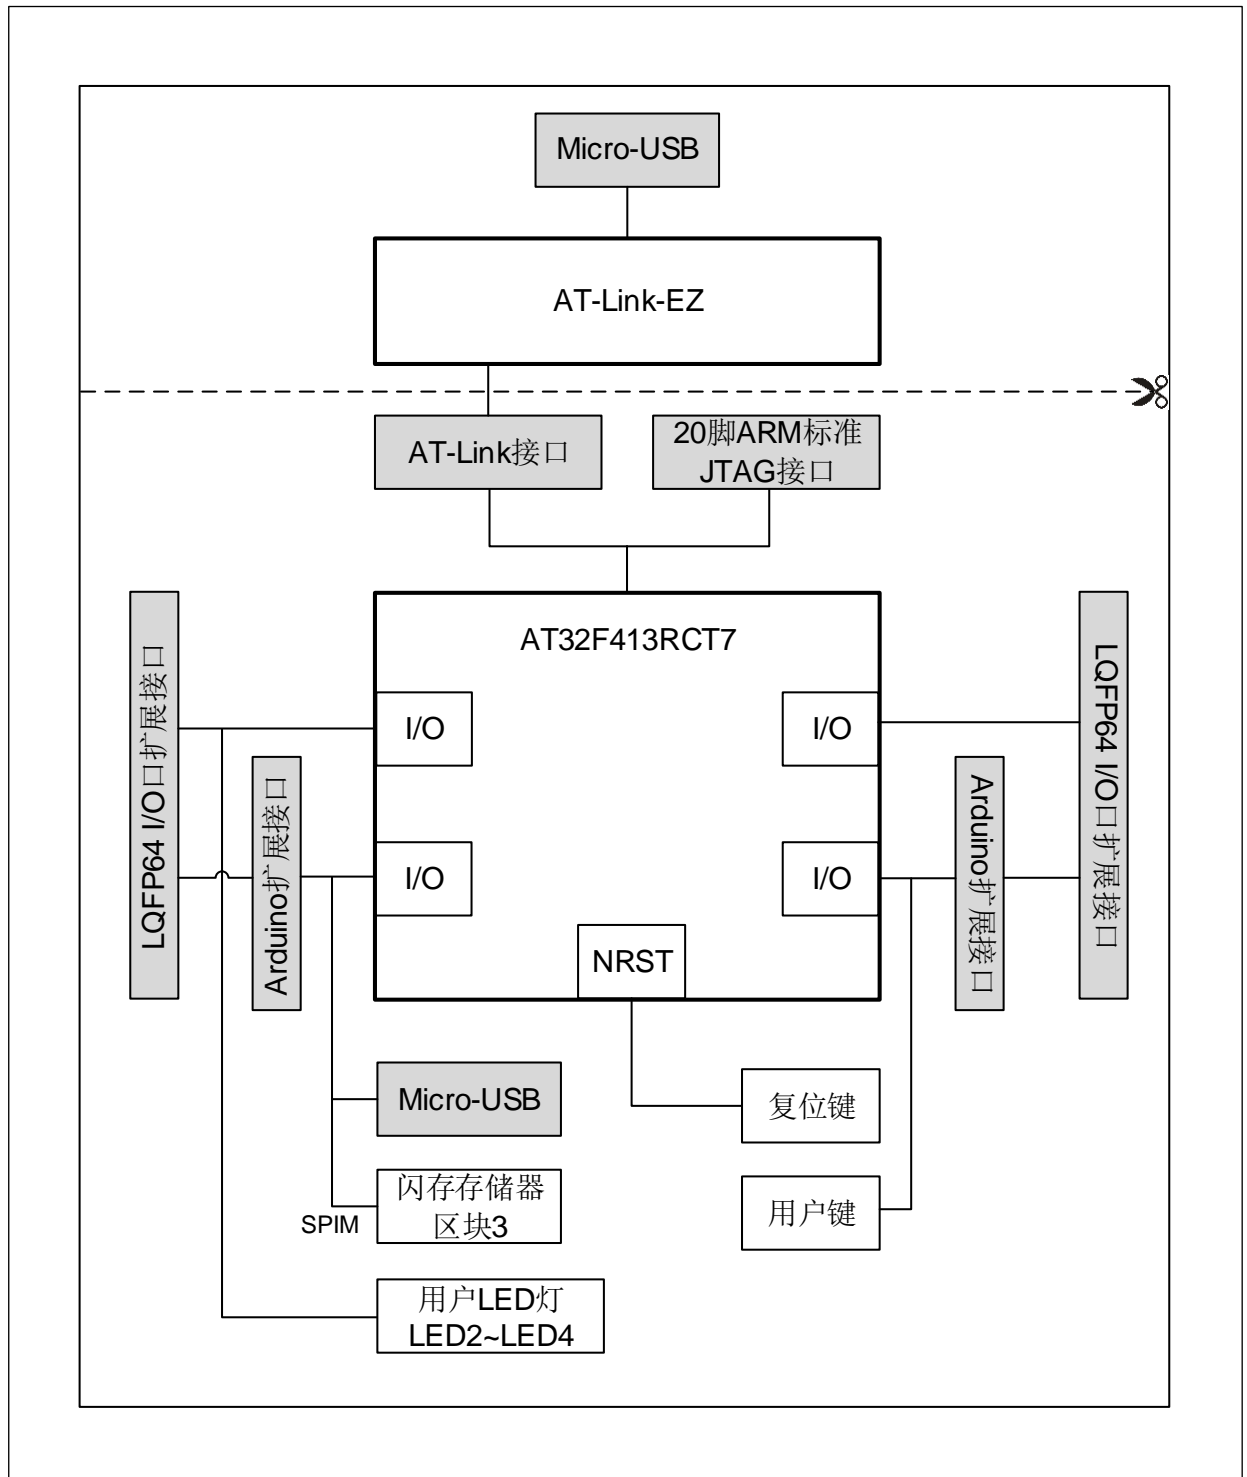 Micro-USB
AT-Link-EZ
AT-Link接口
20脚ARM标准
JTAG接口
AT32F413RCT7
LQFP64 I/O口扩展接口
I/O
I/O
LQFP64 I/O口扩展接口
Arduino扩展接口
I/O
I/O
Arduino扩展接口
NRST
Micro-USB
复位键
闪存存储器
区块3
SPIM
用户键
用户LED灯
LED2~LED4